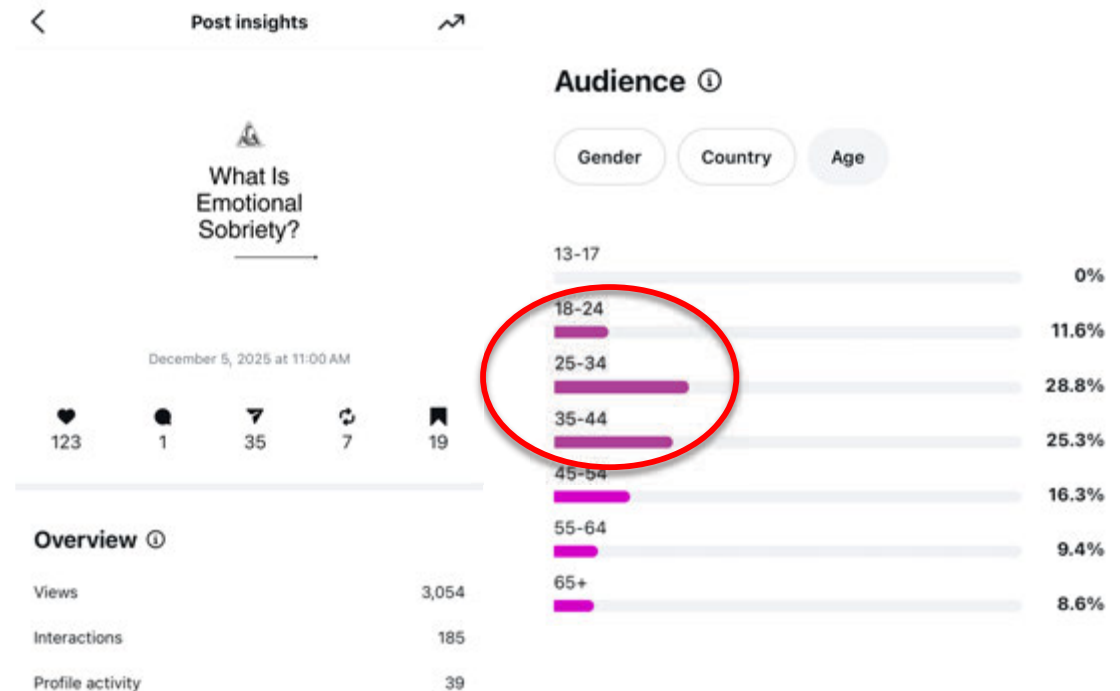 Post insights
What Is
Emotional
Sobriety?
December 5, 2025 at 11:00 AM
123 1 35 7 19
Overview
Views 3,054
Interactions 185
Profile activity 39
Audience
Gender Country Age
13-17
0%
18-24
11.6%
25-34
28.8%
35-44
25.3%
45-54
16.3%
55-64
9.4%
65+
8.6%